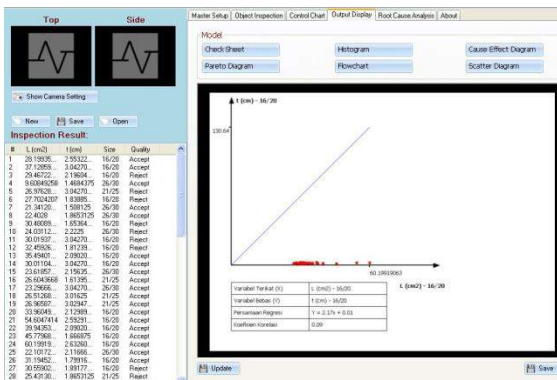 Top Side
Master Setup Object Inspection Control Chart Output Display Root Cause Analysis About
Model
Check Sheet Histogram Cause Effect Diagram
Pareto Diagram Flowchart Scatter Diagram
Show Camera Setting
New Save Open
Inspection Result:
# L (cm2) t (cm) Size Quality
1 28.19935... 2.55322... 16/20 Accept
2 37.12859... 3.04270... 16/20 Accept
3 29.46722... 2.19604... 16/20 Reject
4 9.60849258 1.4684375 26/30 Accept
5 26.97628... 3.04270... 21/25 Reject
6 27.7024207 1.83885... 16/20 Reject
7 21.34120... 1.508125 26/30 Accept
8 22.4028 1.8653125 26/30 Accept
9 30.48089... 1.65364... 16/20 Reject
10 24.03112... 2.2225 26/30 Accept
11 30.01937... 3.04270... 16/20 Accept
12 32.45926... 1.81239... 16/20 Accept
13 35.49401... 2.09020... 16/20 Accept
14 30.01104... 3.04270... 16/20 Accept
15 23.61857... 2.15635... 26/30 Accept
16 26.6043668 1.61395... 21/25 Reject
17 23.29666... 3.04270... 26/30 Accept
18 26.51268... 3.01625 21/25 Reject
19 26.96587... 3.02947... 21/25 Reject
20 33.96049... 2.12989... 16/20 Accept
21 54.6047414 2.59291... 16/20 Accept
22 39.94353... 2.09020... 16/20 Accept
23 45.77968... 1.666875 16/20 Accept
24 60.19919... 2.63260... 16/20 Accept
25 22.10172... 2.11666... 26/30 Accept
26 31.19452... 1.79916... 16/20 Accept
27 30.55902... 1.89177... 16/20 Reject
28 25.43130... 1.8653125 21/25 Reject
t (cm) - 16/20
130.64
60.19919063
L (cm2) - 16/20
Variabel Terikat (X) L (cm2) - 16/20
Variabel Bebas (Y) t (cm) - 16/20
Persamaan Regresi Y = 2.17x + 0.01
Koefisien Korelasi 0.09
Update Save